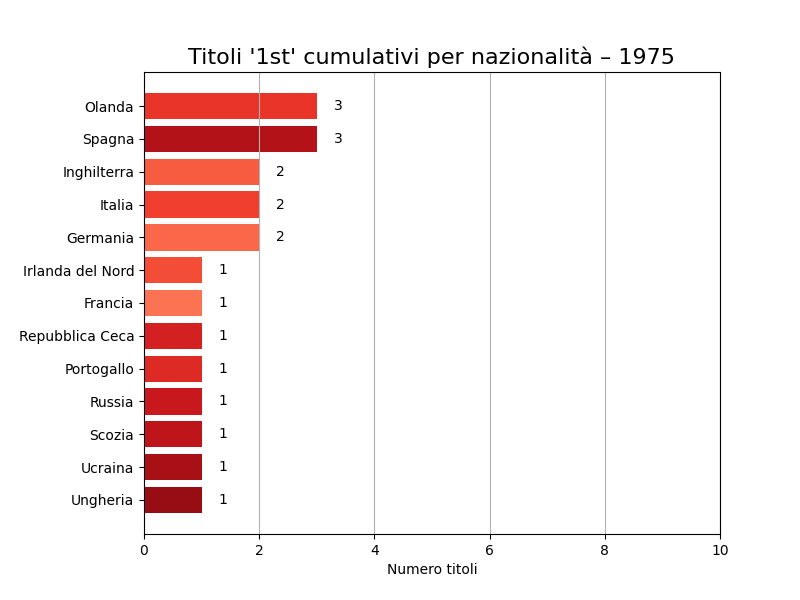 Titoli '1st' cumulativi per nazionalità – 1975
Olanda 3
Spagna 3
Inghilterra 2
Italia 2
Germania 2
Irlanda del Nord 1
Francia 1
Repubblica Ceca 1
Portogallo 1
Russia 1
Scozia 1
Ucraina 1
Ungheria 1
0 2 4 6 8 10
Numero titoli